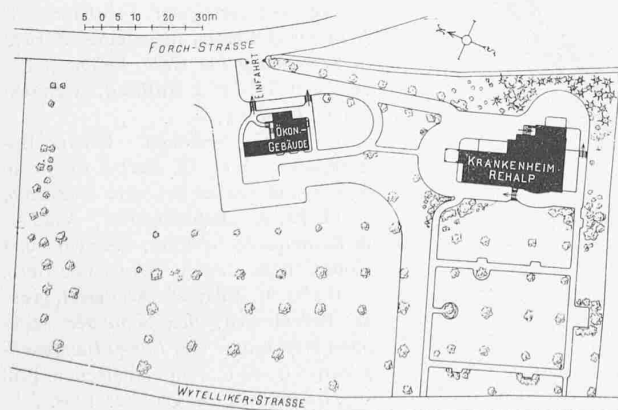 5 0 5 10 20 30m
FORCH-STRASSE
EINFAHRT
ÖKON.-
GEBÄUDE
KRANKENHEIM
REHALP
WYTELLIKER-STRASSE